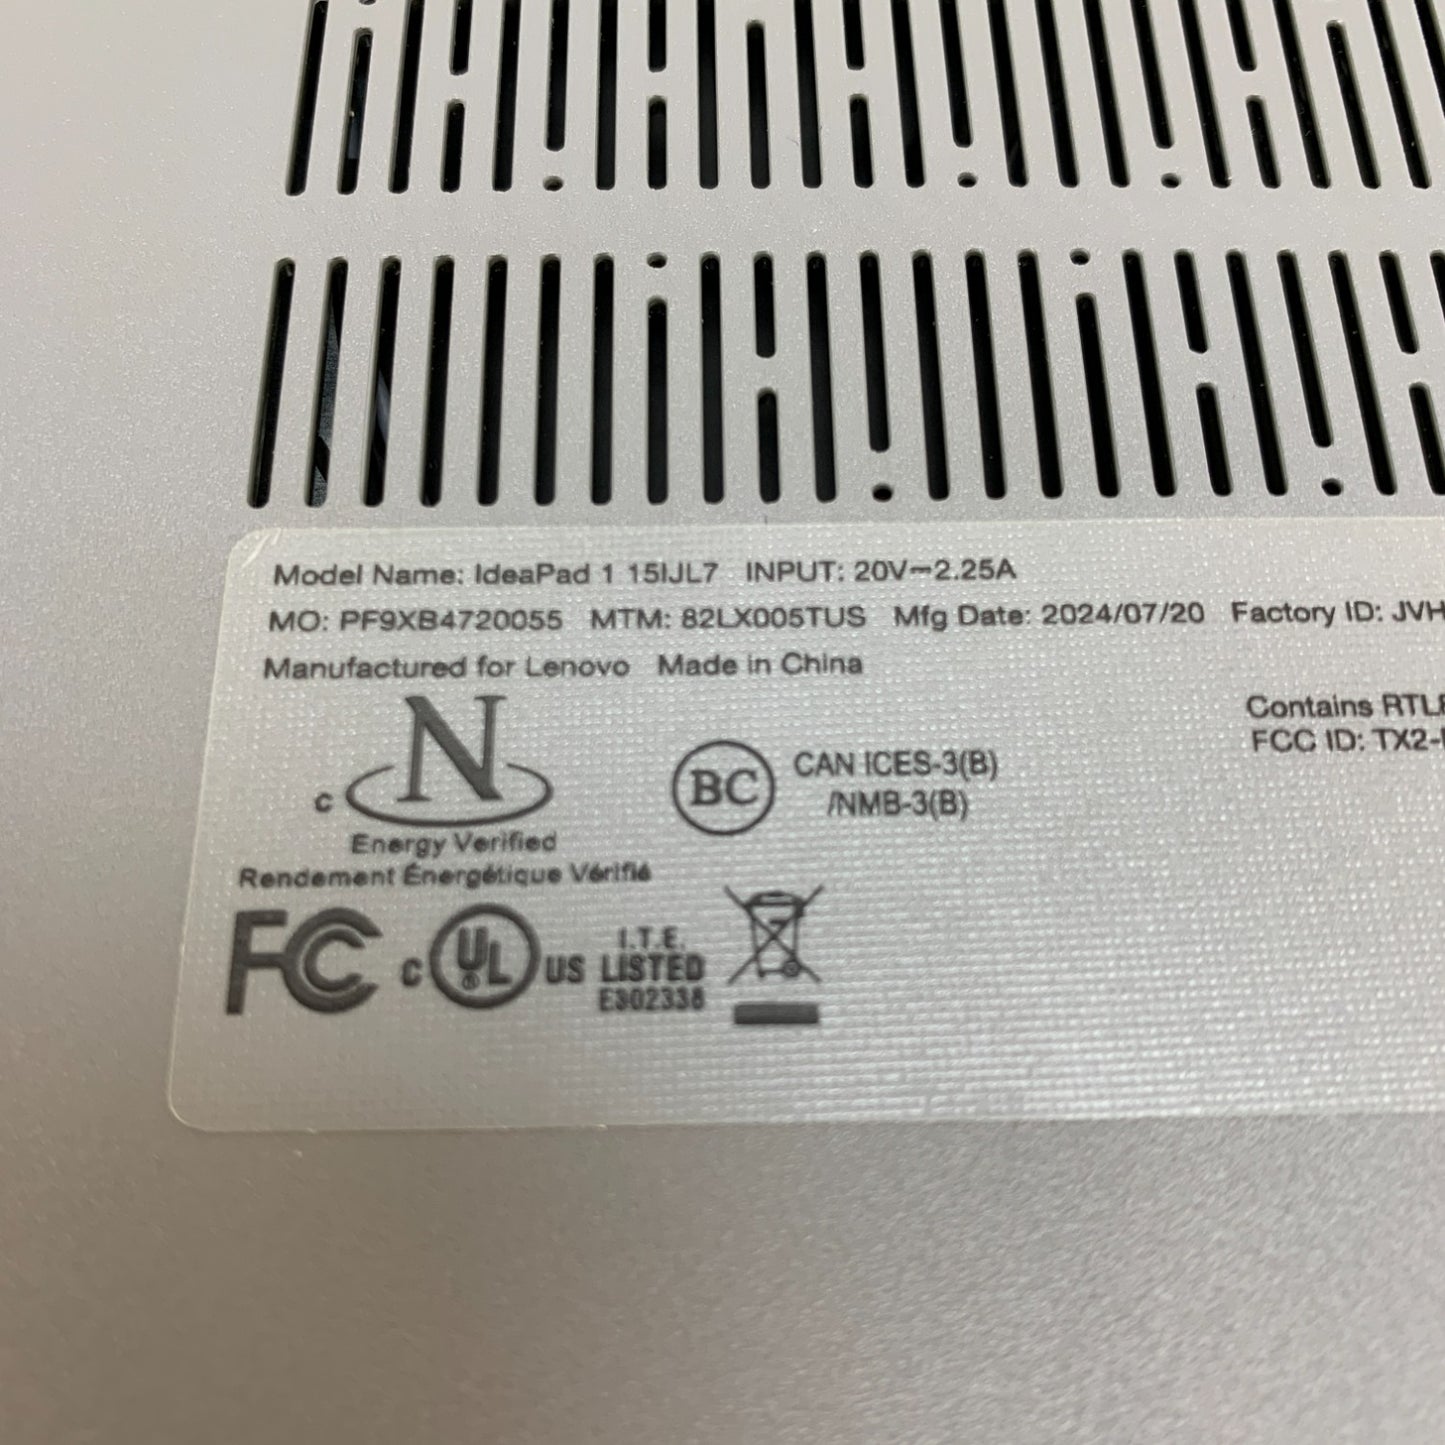 Model Name: IdeaPad 1 15IJL7 INPUT: 20V⎓2.25A
MO: PF9XB4720055 MTM: 82LX005TUS Mfg Date: 2024/07/20 Factory ID: JVH
Manufactured for Lenovo Made in China
Contains RTL8
FCC ID: TX2-
N
c
Energy Verified
Rendement Énergétique Vérifié
BC
CAN ICES-3(B)
/NMB-3(B)
FC c UL ® US
I.T.E.
LISTED
E302338